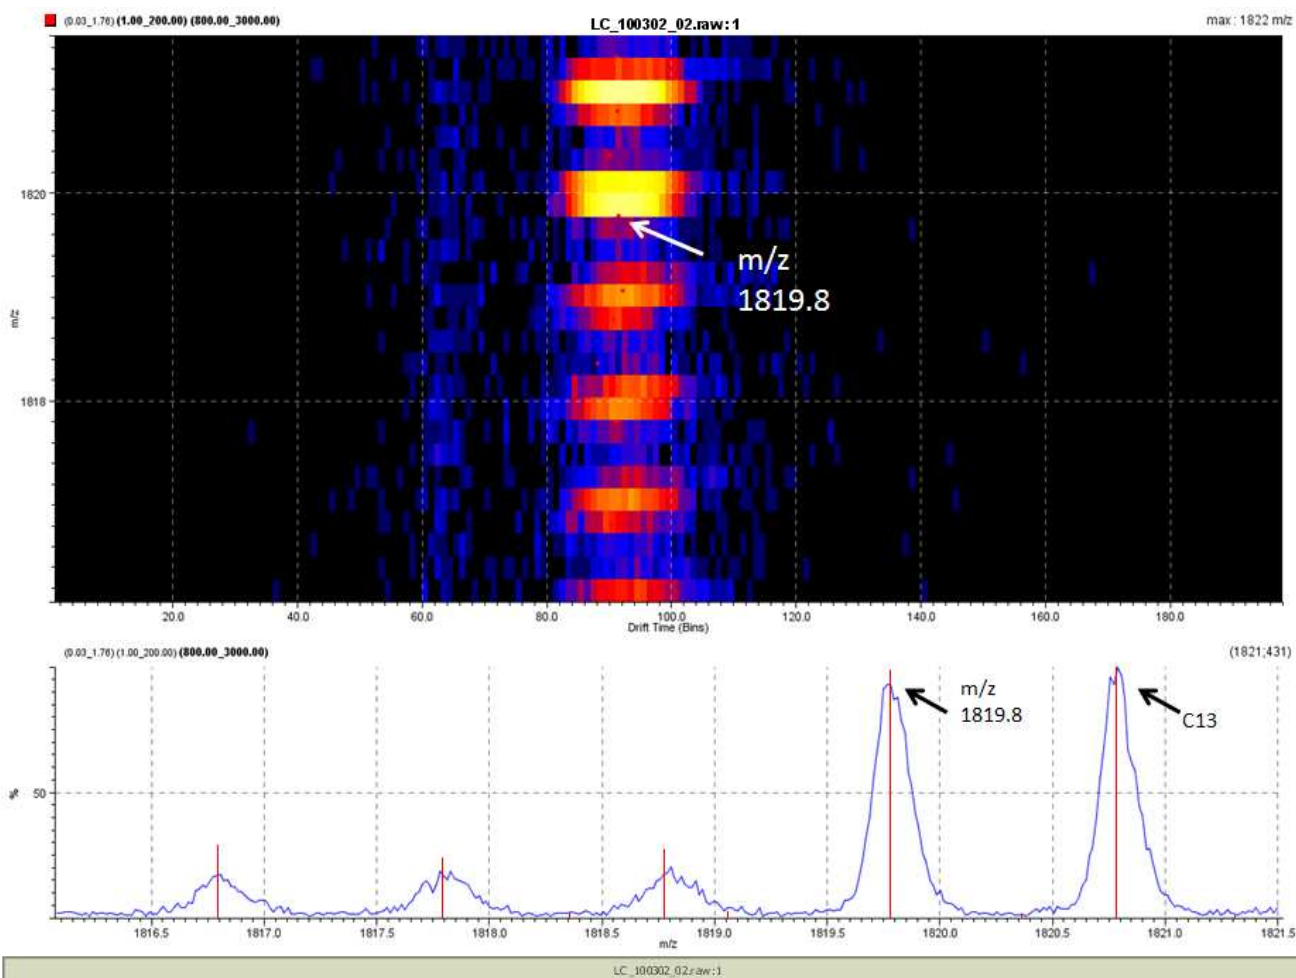 (0.03_1.76) (1.00_200.00) (800.00_3000.00)
LC_100302_02.raw:1
max : 1822 m/z
m/z
1820
1818
m/z
1819.8
20.0 40.0 60.0 80.0 100.0 120.0 140.0 160.0 180.0
Drift Time (Bins)
(0.03_1.76) (1.00_200.00) (800.00_3000.00)
(1821;431)
%
50
m/z
1819.8
C13
1816.5 1817.0 1817.5 1818.0 1818.5 1819.0 1819.5 1820.0 1820.5 1821.0 1821.5
m/z
LC_100302_02.raw:1